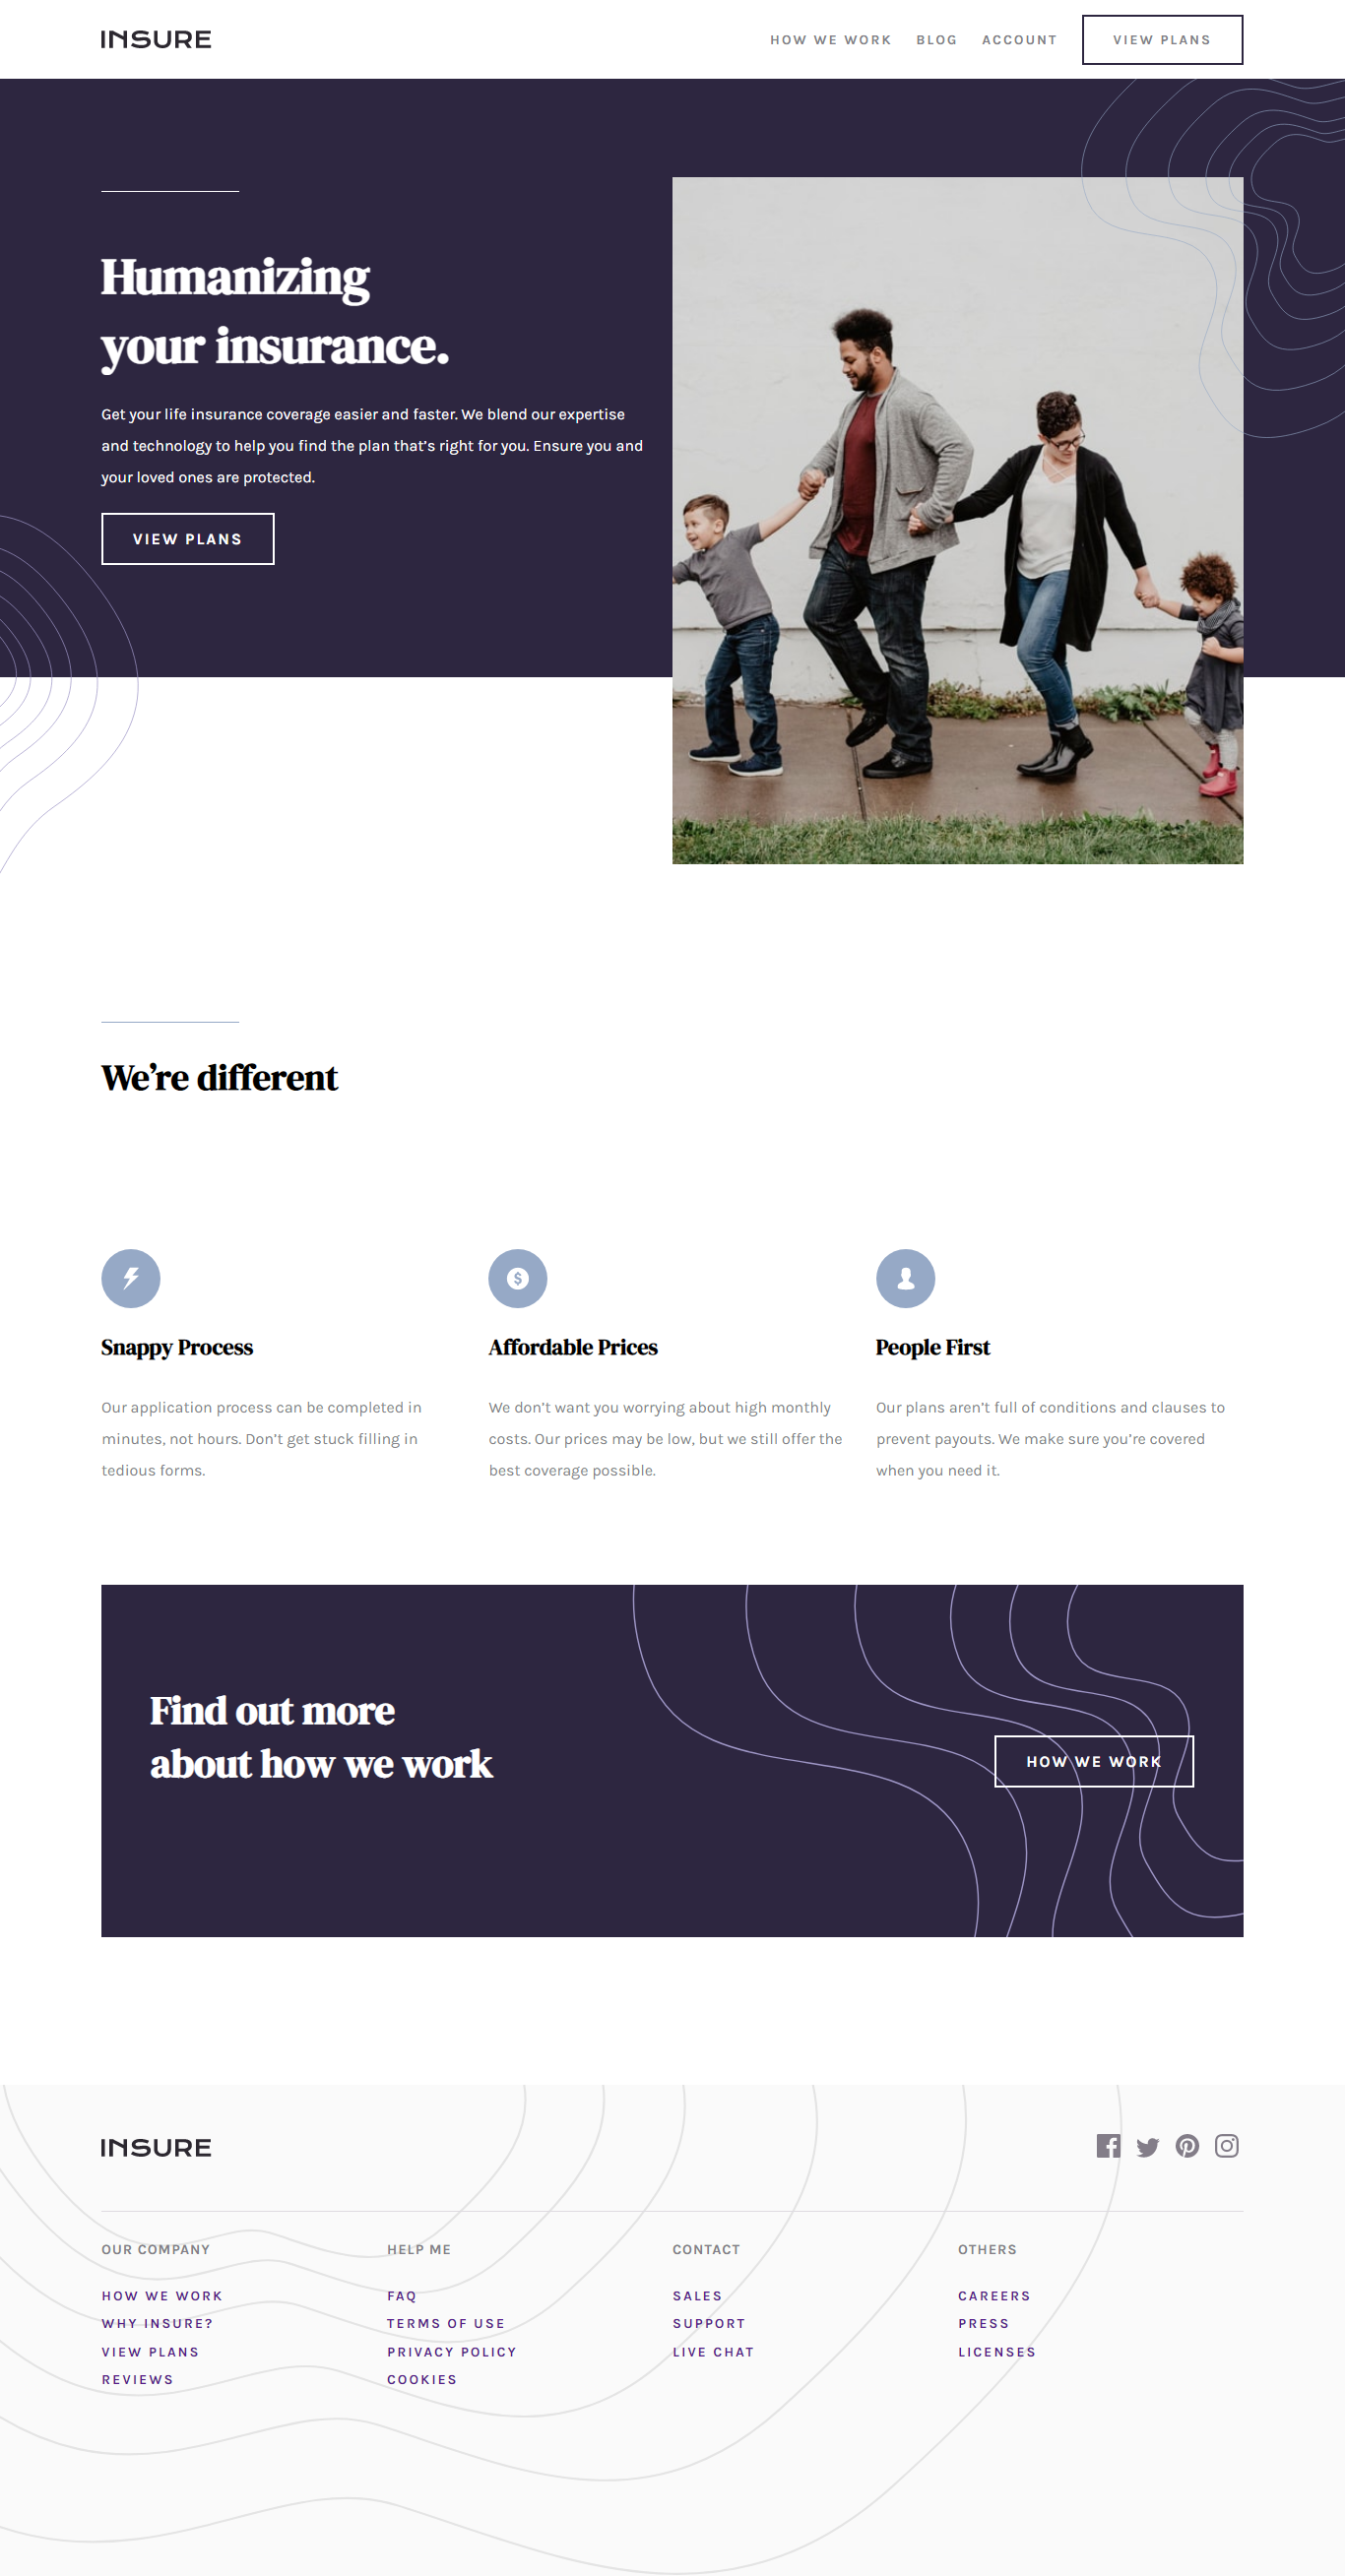 INSURE
HOW WE WORK
BLOG
ACCOUNT
VIEW PLANS
Humanizing
your insurance.
Get your life insurance coverage easier and faster. We blend our expertise
and technology to help you find the plan that’s right for you. Ensure you and
your loved ones are protected.
VIEW PLANS
We’re different
Snappy Process
Our application process can be completed in
minutes, not hours. Don’t get stuck filling in
tedious forms.
Affordable Prices
We don’t want you worrying about high monthly
costs. Our prices may be low, but we still offer the
best coverage possible.
People First
Our plans aren’t full of conditions and clauses to
prevent payouts. We make sure you’re covered
when you need it.
Find out more
about how we work
HOW WE WORK
INSURE
OUR COMPANY
HOW WE WORK
WHY INSURE?
VIEW PLANS
REVIEWS
HELP ME
FAQ
TERMS OF USE
PRIVACY POLICY
COOKIES
CONTACT
SALES
SUPPORT
LIVE CHAT
OTHERS
CAREERS
PRESS
LICENSES